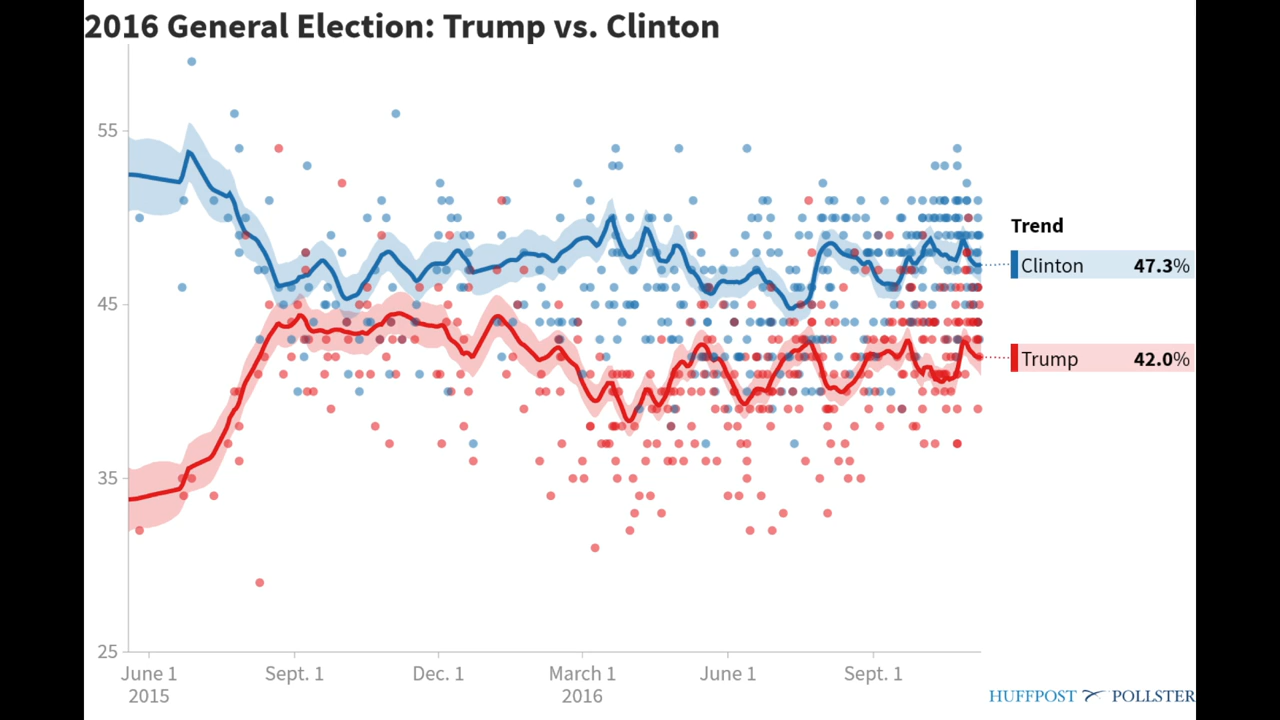 2016 General Election: Trump vs. Clinton
55
45
35
25
June 1
2015
Sept. 1
Dec. 1
March 1
2016
June 1
Sept. 1
Trend
Clinton 47.3%
Trump 42.0%
HUFFPOST POLLSTER